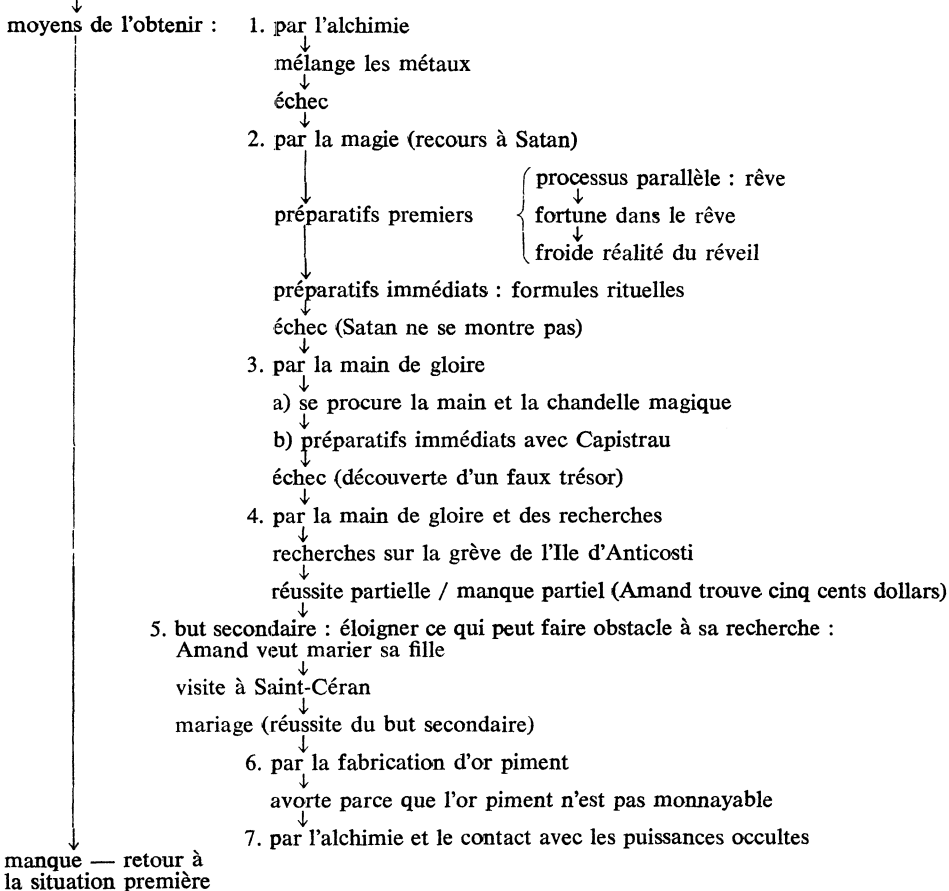 moyens de l'obtenir : 1. par l'alchimie
mélange les métaux
échec
2. par la magie (recours à Satan)
processus parallèle : rêve
préparatifs premiers fortune dans le rêve
froide réalité du réveil
préparatifs immédiats : formules rituelles
échec (Satan ne se montre pas)
3. par la main de gloire
a) se procure la main et la chandelle magique
b) préparatifs immédiats avec Capistrau
échec (découverte d'un faux trésor)
4. par la main de gloire et des recherches
recherches sur la grève de l'Ile d'Anticosti
réussite partielle / manque partiel (Amand trouve cinq cents dollars)
5. but secondaire : éloigner ce qui peut faire obstacle à sa recherche :
Amand veut marier sa fille
visite à Saint-Céran
mariage (réussite du but secondaire)
6. par la fabrication d'or piment
avorte parce que l'or piment n'est pas monnayable
7. par l'alchimie et le contact avec les puissances occultes
manque — retour à
la situation première